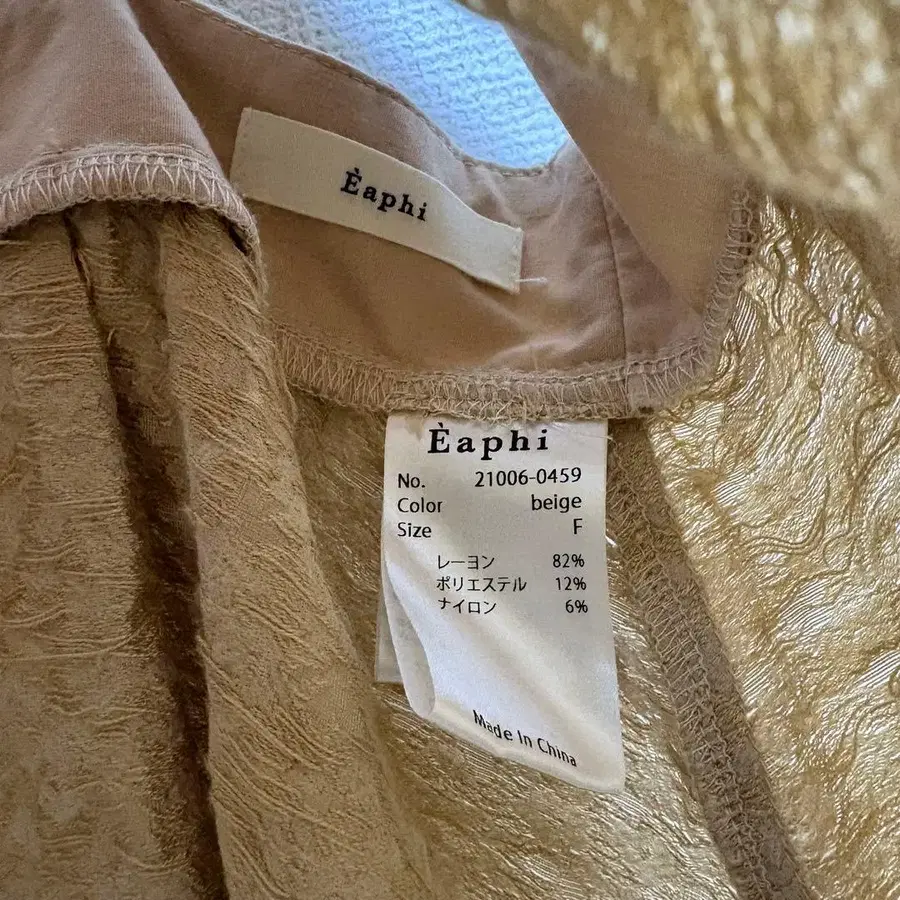 Èaphi
Èaphi
No. 21006-0459
Color beige
Size F
レーヨン 82%
ポリエステル 12%
ナイロン 6%
Made In China